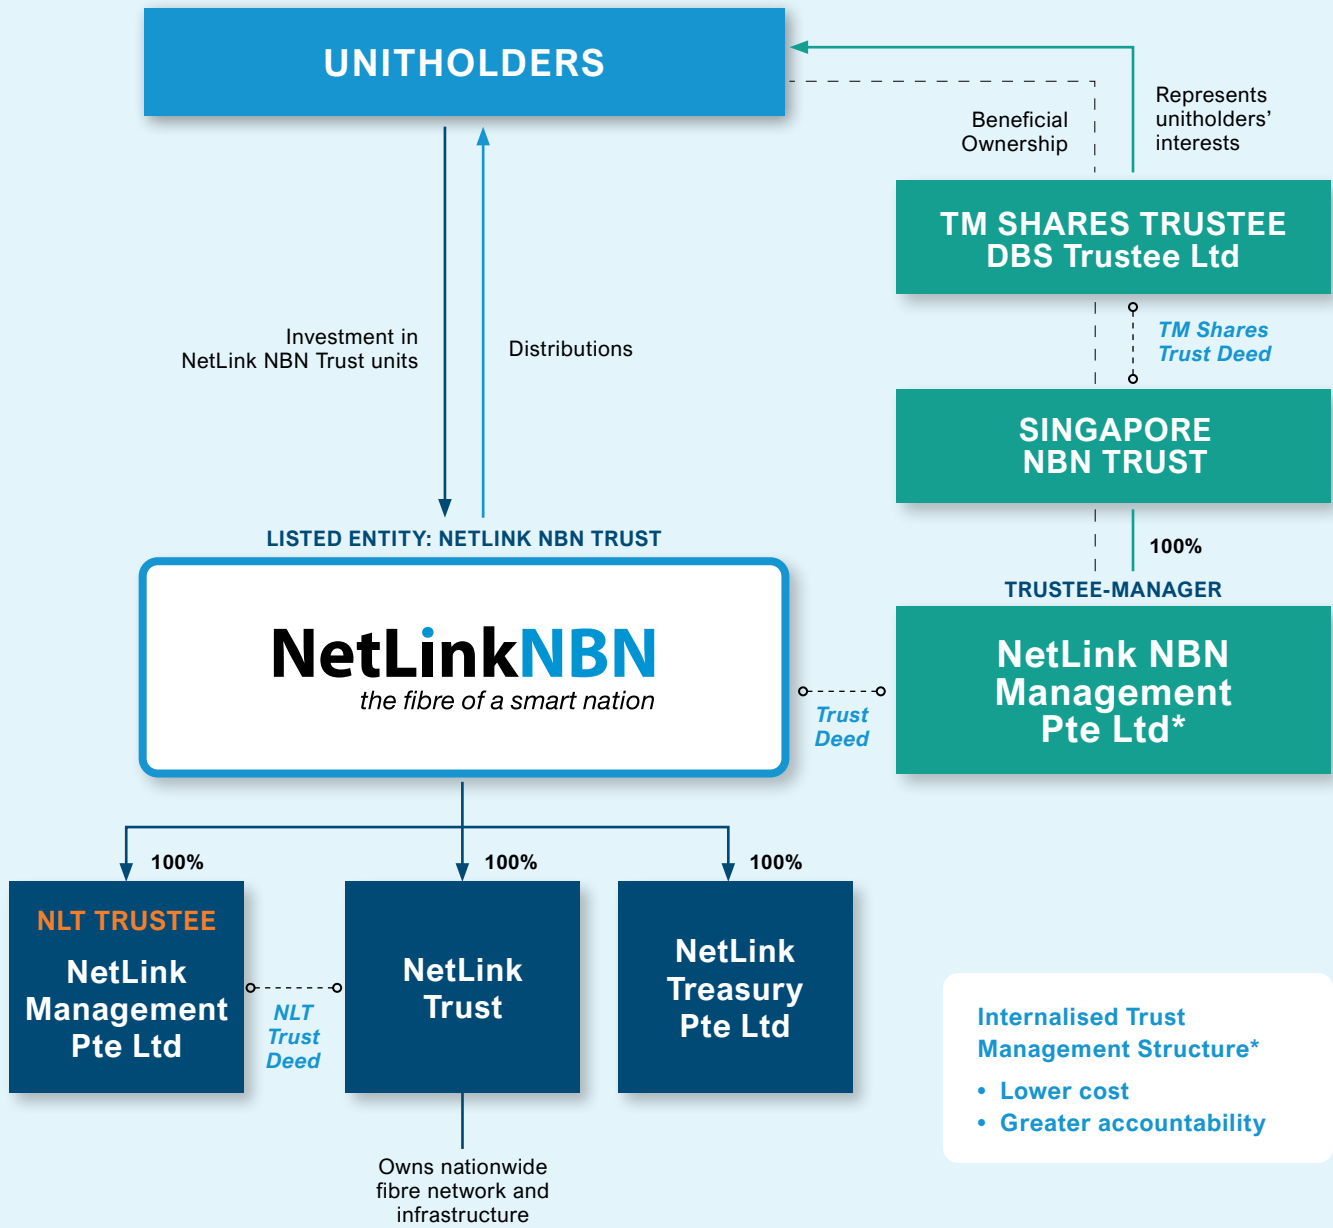 UNITHOLDERS
Beneficial
Ownership
Represents
unitholders’
interests
TM SHARES TRUSTEE
DBS Trustee Ltd
Investment in
NetLink NBN Trust units
Distributions
TM Shares
Trust Deed
SINGAPORE
NBN TRUST
100%
LISTED ENTITY: NETLINK NBN TRUST
NetLinkNBN
the fibre of a smart nation
Trust
Deed
TRUSTEE-MANAGER
NetLink NBN
Management
Pte Ltd*
100%
100%
100%
NLT TRUSTEE
NetLink
Management
Pte Ltd
NLT
Trust
Deed
NetLink
Trust
NetLink
Treasury
Pte Ltd
Owns nationwide
fibre network and
infrastructure
Internalised Trust
Management Structure*
• Lower cost
• Greater accountability